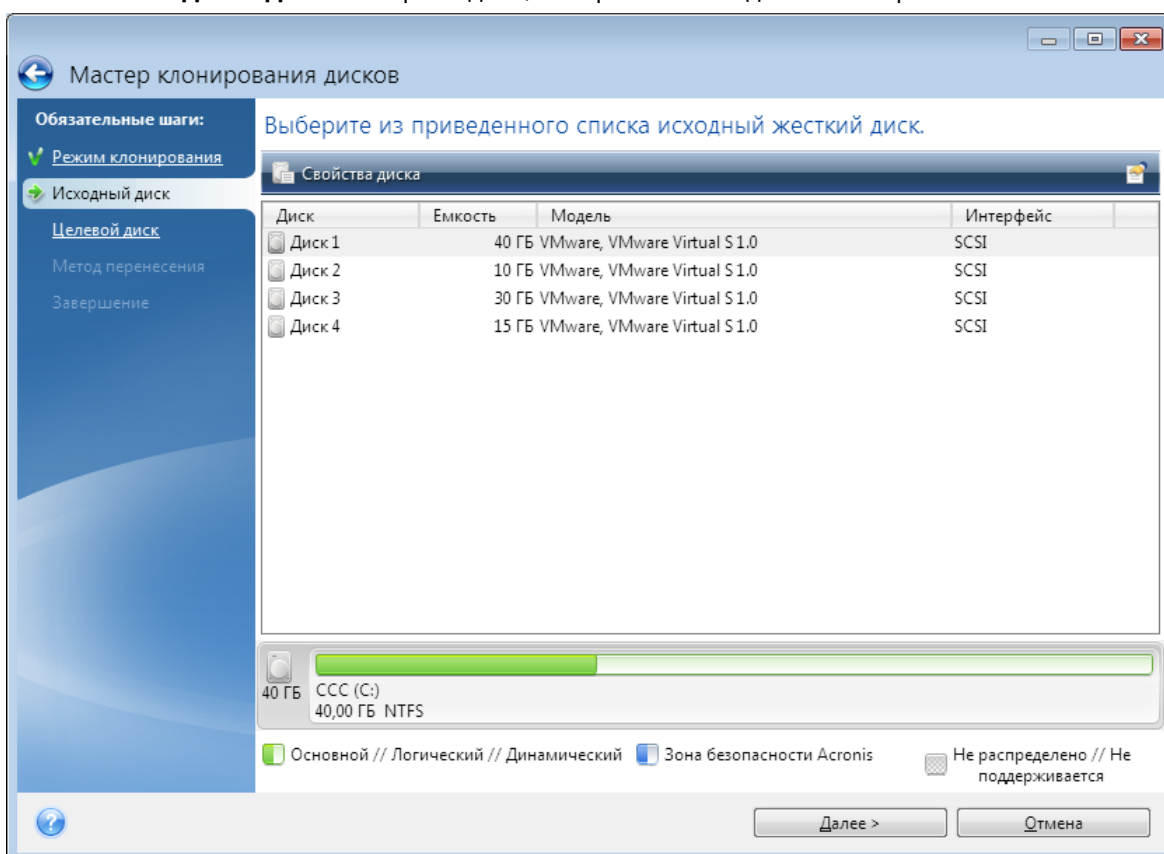 Мастер клонирования дисков
Обязательные шаги:
Режим клонирования
Исходный диск
Целевой диск
Метод перенесения
Завершение
Выберите из приведенного списка исходный жесткий диск.
Свойства диска
Диск Емкость Модель Интерфейс
Диск 1 40 ГБ VMware, VMware Virtual S 1.0 SCSI
Диск 2 10 ГБ VMware, VMware Virtual S 1.0 SCSI
Диск 3 30 ГБ VMware, VMware Virtual S 1.0 SCSI
Диск 4 15 ГБ VMware, VMware Virtual S 1.0 SCSI
40 ГБ
CCC (C:)
40,00 ГБ NTFS
Основной // Логический // Динамический
Зона безопасности Acronis
Не распределено // Не
поддерживается
Далее >
Отмена